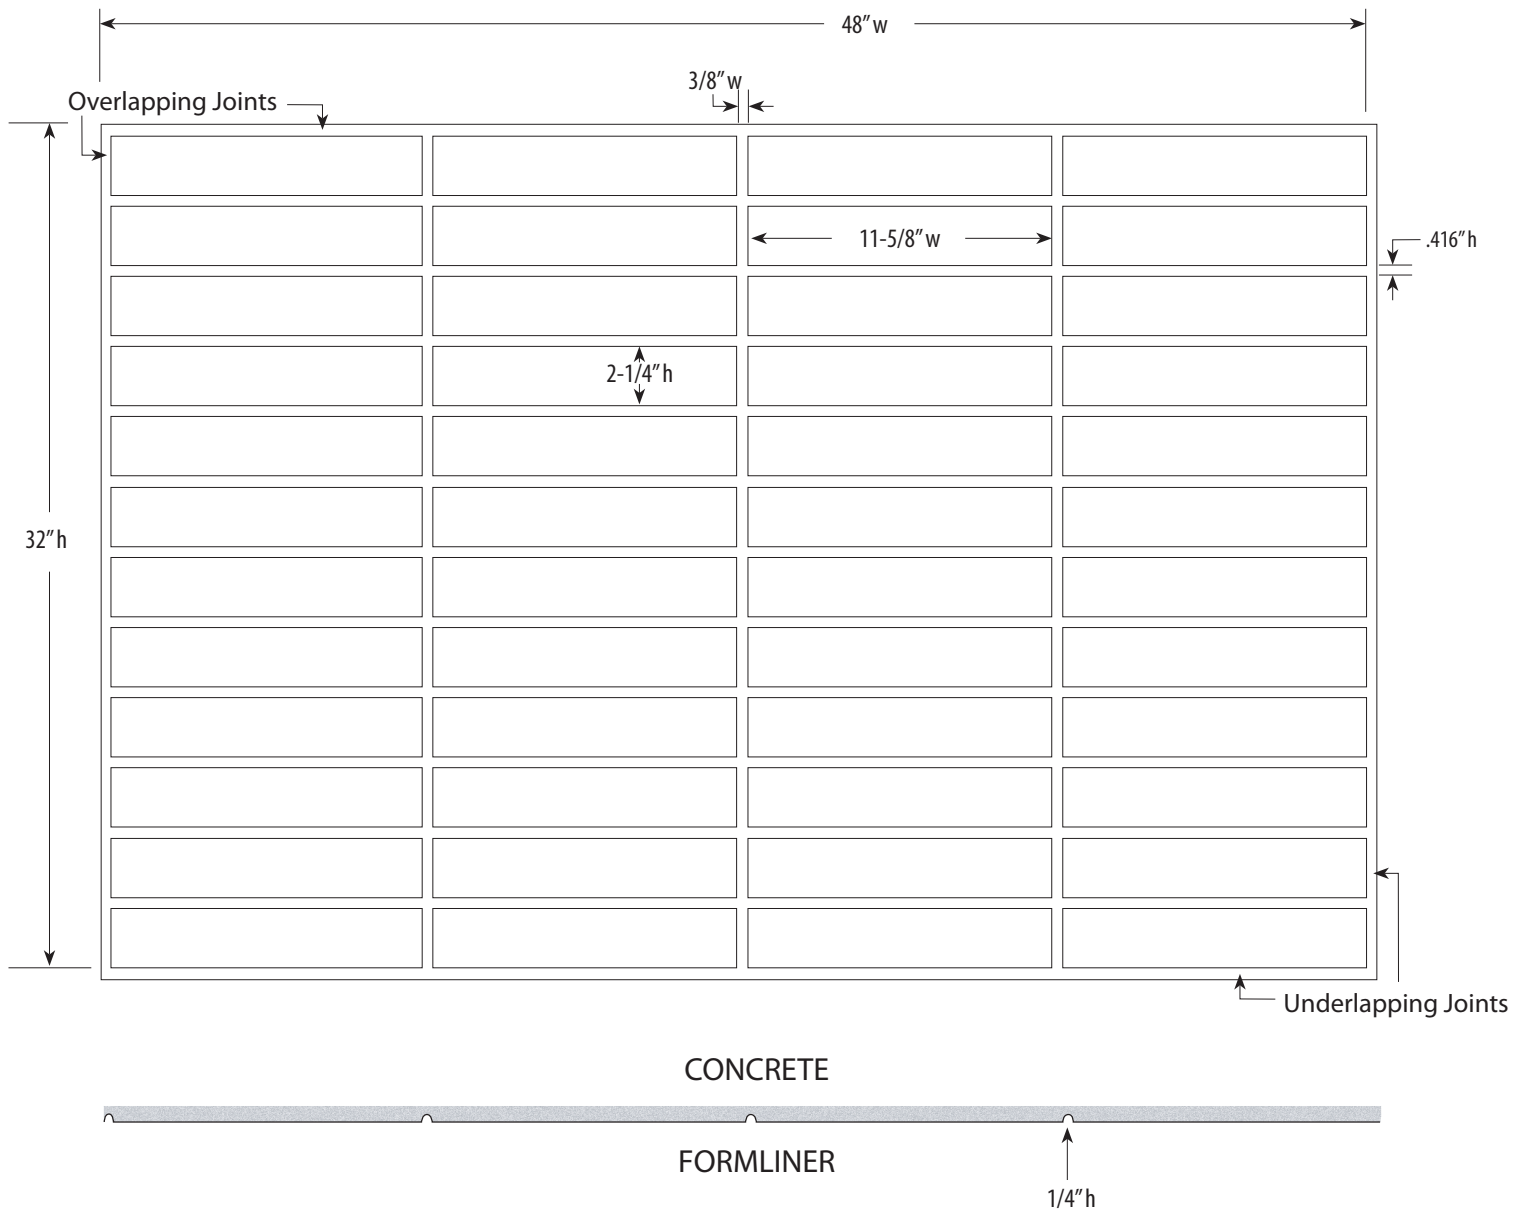 48” w
3/8” w
Overlapping Joints
11-5/8” w
.416” h
2-1/4” h
32” h
Underlapping Joints
CONCRETE
FORMLINER
1/4” h